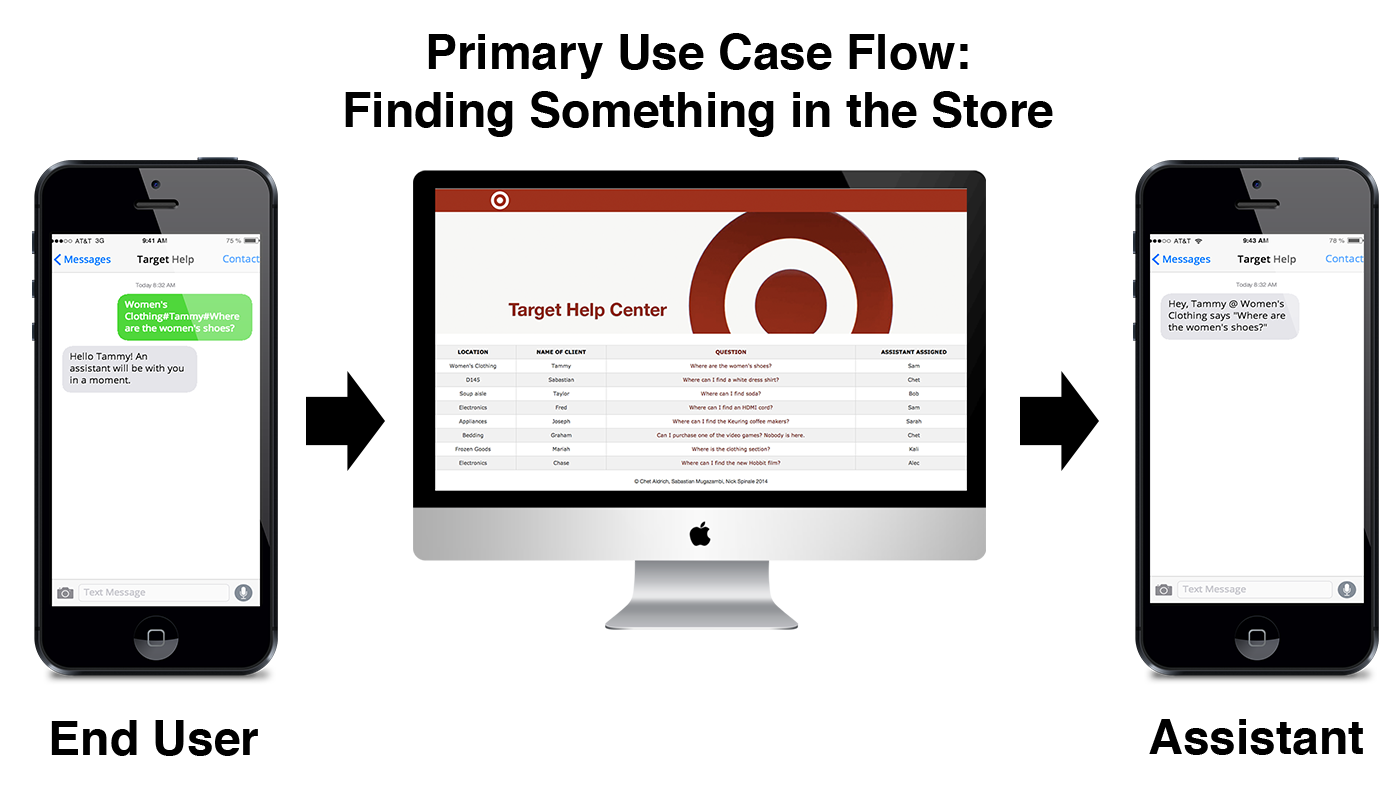 Primary Use Case Flow:
Finding Something in the Store
AT&T 3G 9:41 AM 75 %
Messages Target Help Contact
Today 8:32 AM
Women's
Clothing#Tammy#Where
are the women's shoes?
Hello Tammy! An
assistant will be with you
in a moment.
Text Message
End User
Target Help Center
LOCATION NAME OF CLIENT QUESTION ASSISTANT ASSIGNED
Women's Clothing Tammy Where are the women's shoes? Sam
D145 Sabastian Where can I find a white dress shirt? Chet
Soup aisle Taylor Where can I find soda? Bob
Electronics Fred Where can I find an HDMI cord? Sam
Appliances Joseph Where can I find the Keuring coffee makers? Sarah
Bedding Graham Can I purchase one of the video games? Nobody is here. Chet
Frozen Goods Mariah Where is the clothing section? Kali
Electronics Chase Where can I find the new Hobbit film? Alec
© Chet Aldrich, Sabastian Mugazambi, Nick Spinale 2014
AT&T 9:43 AM 78 %
Messages Target Help Contact
Today 8:32 AM
Hey, Tammy @ Women's
Clothing says "Where are
the women's shoes?"
Text Message
Assistant